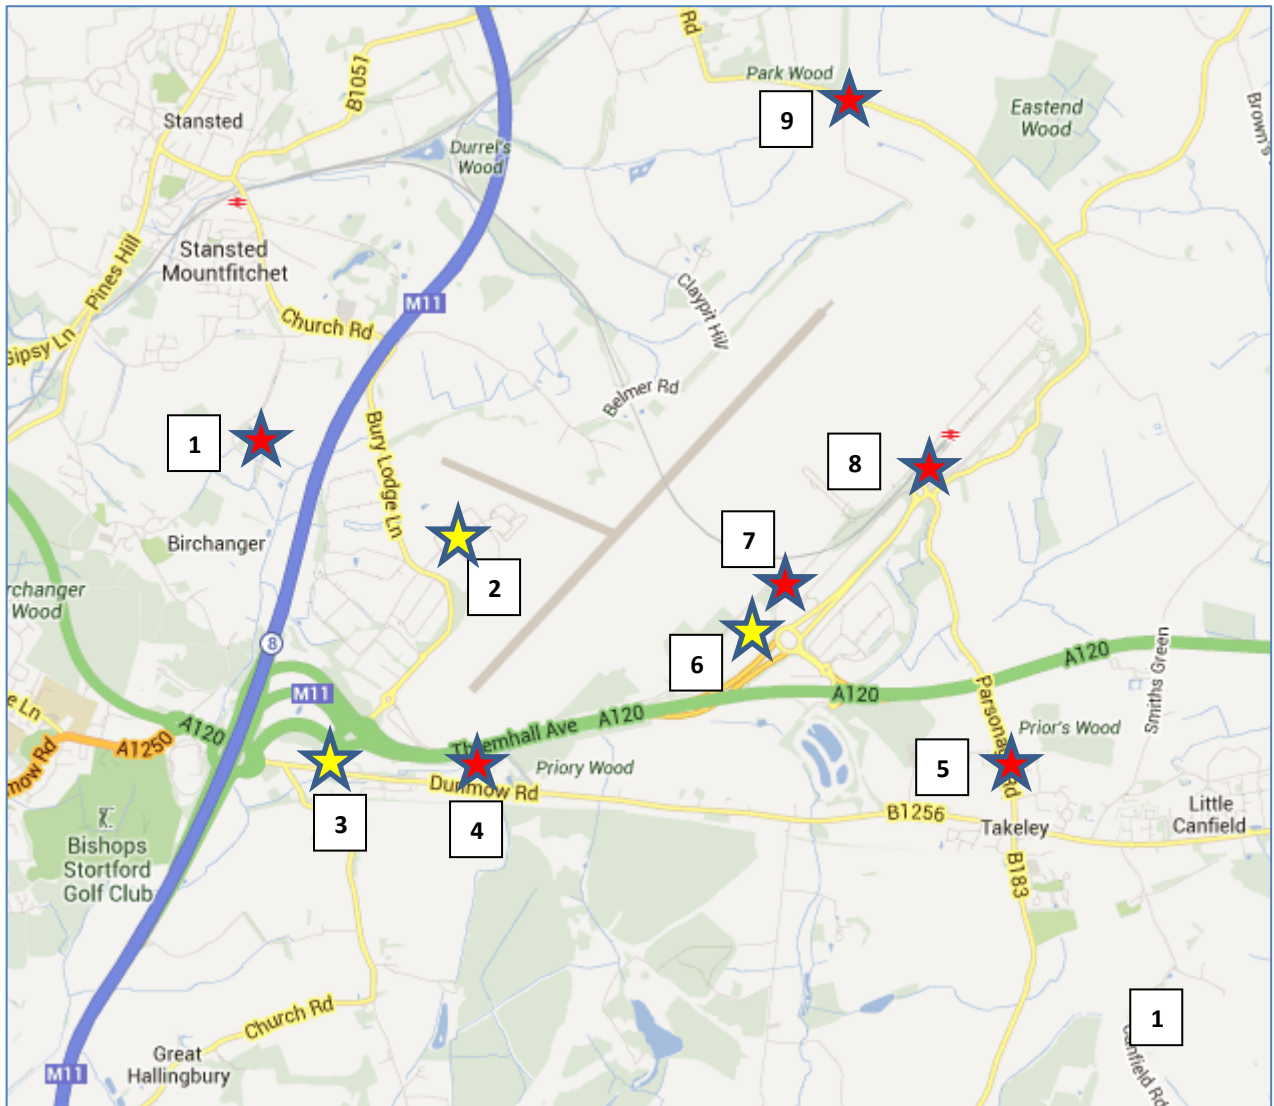 Rd
Park Wood
9
Eastend
Wood
Brown's
B1051
Stansted
Durrel's
Wood
Stansted
Mountfitchet
Pines Hill
Claypit Hill
M11
Church Rd
Gipsy Ln
Belmer Rd
1
Bury Lodge Ln
8
7
Birchanger
2
rchanger
Wood
8
6
Smiths Green
A120
M11
A120
Parsonage Rd
e Ln
A120
A120
Prior's Wood
A1250
Thremhall Ave
mow Rd
Priory Wood
5
Dunmow Rd
3
4
B1256
Takeley
Little
Canfield
Bishops
Stortford
Golf Club
B183
Church Rd
1
Canfield Rd
Great
Hallingbury
M11